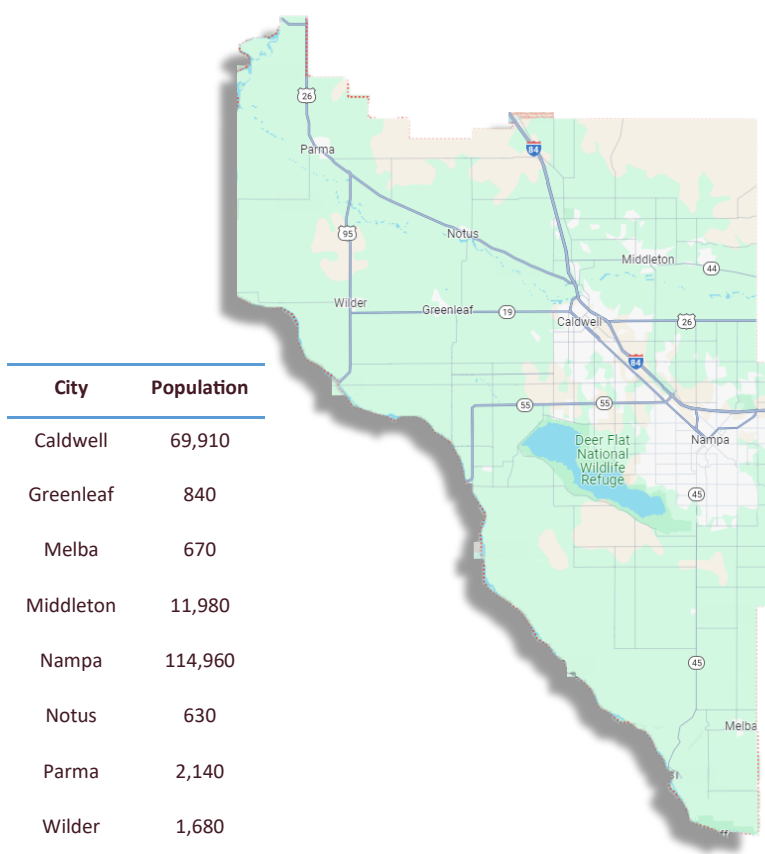 26
84
Parma
95
Notus
Middleton
44
Wilder
Greenleaf
19
Caldwell
26
84
55
55
Nampa
Deer Flat
National
Wildlife
Refuge
45
45
Melba
City Population
Caldwell 69,910
Greenleaf 840
Melba 670
Middleton 11,980
Nampa 114,960
Notus 630
Parma 2,140
Wilder 1,680